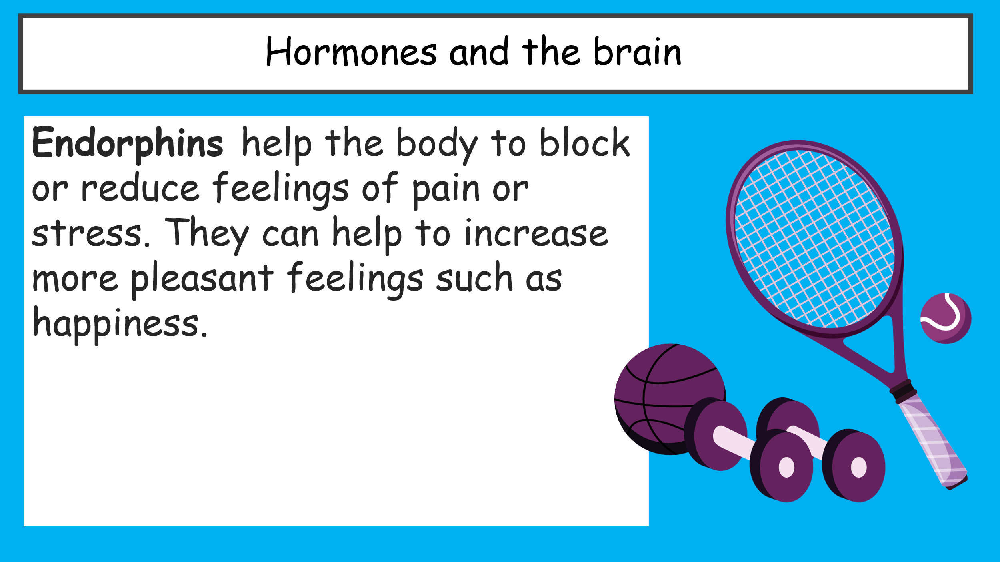 Hormones and the brain
Endorphins help the body to block
or reduce feelings of pain or
stress. They can help to increase
more pleasant feelings such as
happiness.